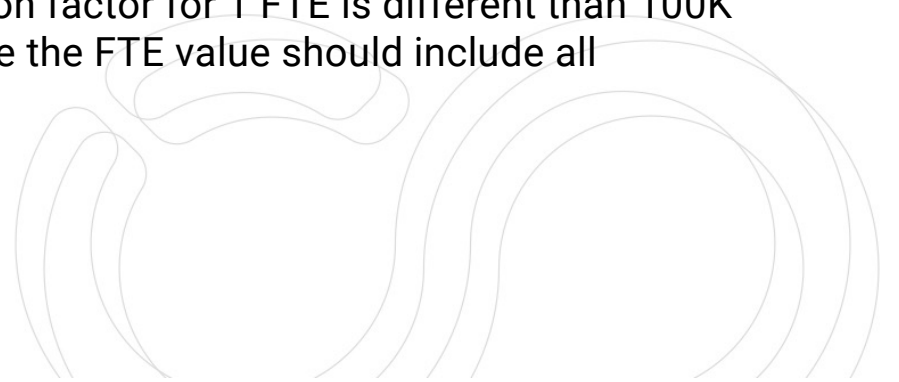 on factor for 1 FTE is different than 100K
e the FTE value should include all